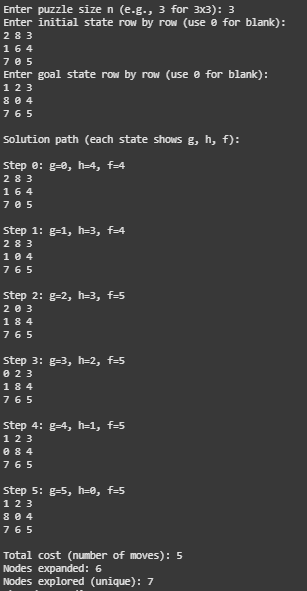 Enter puzzle size n (e.g., 3 for 3x3): 3
Enter initial state row by row (use 0 for blank):
2 8 3
1 6 4
7 0 5
Enter goal state row by row (use 0 for blank):
1 2 3
8 0 4
7 6 5
Solution path (each state shows g, h, f):
Step 0: g=0, h=4, f=4
2 8 3
1 6 4
7 0 5
Step 1: g=1, h=3, f=4
2 8 3
1 0 4
7 6 5
Step 2: g=2, h=3, f=5
2 0 3
1 8 4
7 6 5
Step 3: g=3, h=2, f=5
0 2 3
1 8 4
7 6 5
Step 4: g=4, h=1, f=5
1 2 3
0 8 4
7 6 5
Step 5: g=5, h=0, f=5
1 2 3
8 0 4
7 6 5
Total cost (number of moves): 5
Nodes expanded: 6
Nodes explored (unique): 7